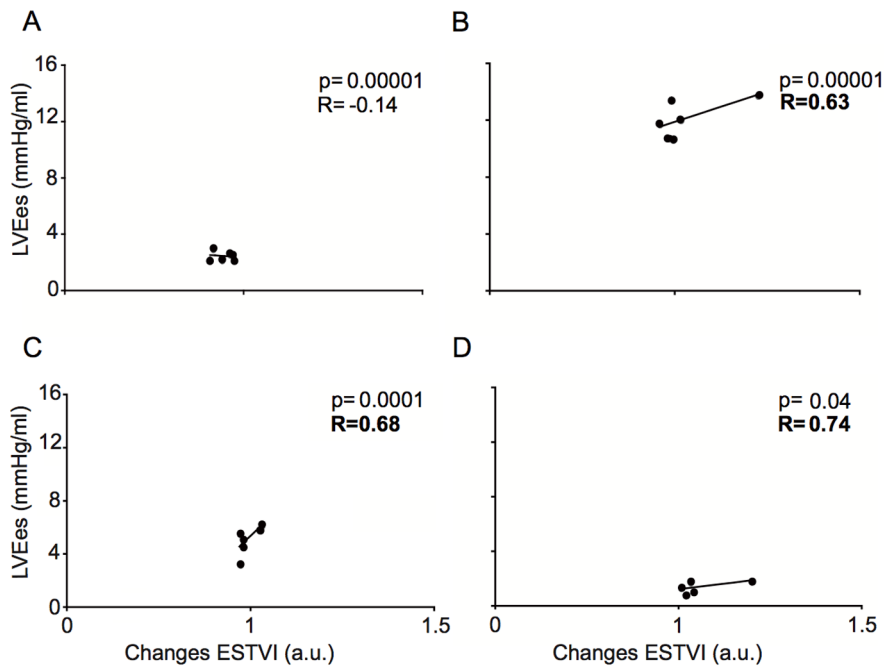 A
B
16
12
8
4
0
LVEes (mmHg/ml)
p= 0.00001
R= -0.14
p= 0.00001
R=0.63
C
D
16
12
8
4
0
LVEes (mmHg/ml)
p= 0.0001
R=0.68
p= 0.04
R= 0.74
0
1
1.5
0
1
1.5
Changes ESTVI (a.u.)
Changes ESTVI (a.u.)